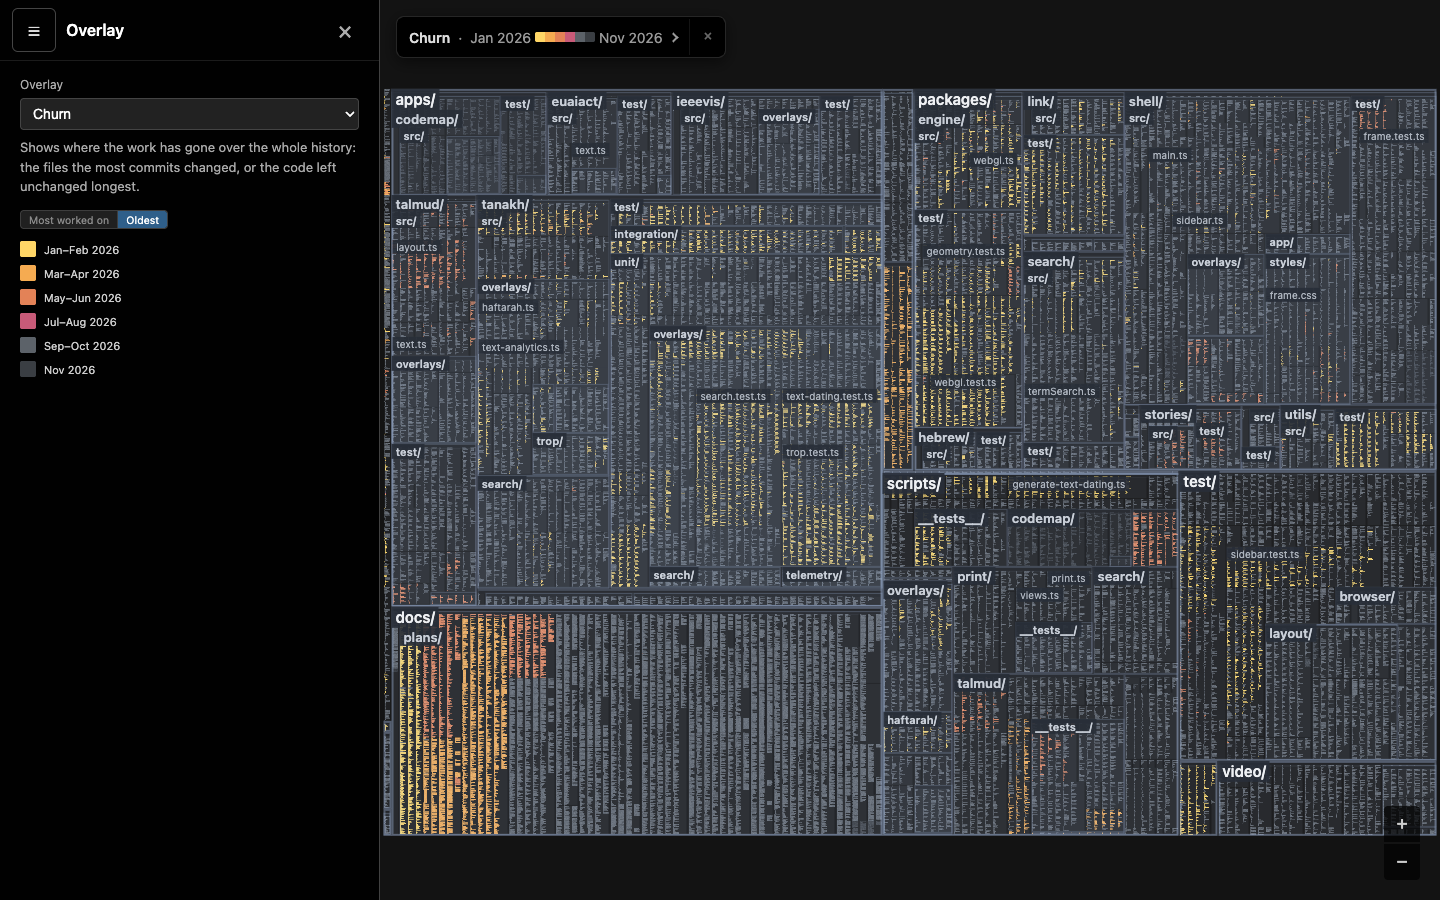 Overlay
Overlay
Churn
Shows where the work has gone over the whole history:
the files the most commits changed, or the code left
unchanged longest.
Most worked on
Oldest
Jan–Feb 2026
Mar–Apr 2026
May–Jun 2026
Jul–Aug 2026
Sep–Oct 2026
Nov 2026
Churn · Jan 2026 Nov 2026
apps/
codemap/
src/
test/
euaiact/
src/
text.ts
test/
ieeevis/
src/
overlays/
test/
talmud/
src/
layout.ts
text.ts
overlays/
test/
tanakh/
src/
overlays/
haftarah.ts
text-analytics.ts
trop/
search/
test/
integration/
unit/
overlays/
search.test.ts
text-dating.test.ts
trop.test.ts
search/
telemetry/
docs/
plans/
packages/
engine/
src/
webgl.ts
test/
geometry.test.ts
webgl.test.ts
hebrew/
src/
test/
link/
src/
test/
search/
src/
termSearch.ts
test/
shell/
src/
main.ts
sidebar.ts
overlays/
app/
styles/
frame.css
test/
frame.test.ts
stories/
src/
test/
src/
test/
utils/
src/
test/
scripts/
generate-text-dating.ts
__tests__/
codemap/
overlays/
print/
print.ts
views.ts
__tests__/
search/
haftarah/
talmud/
__tests__/
test/
sidebar.test.ts
browser/
layout/
video/
+
−